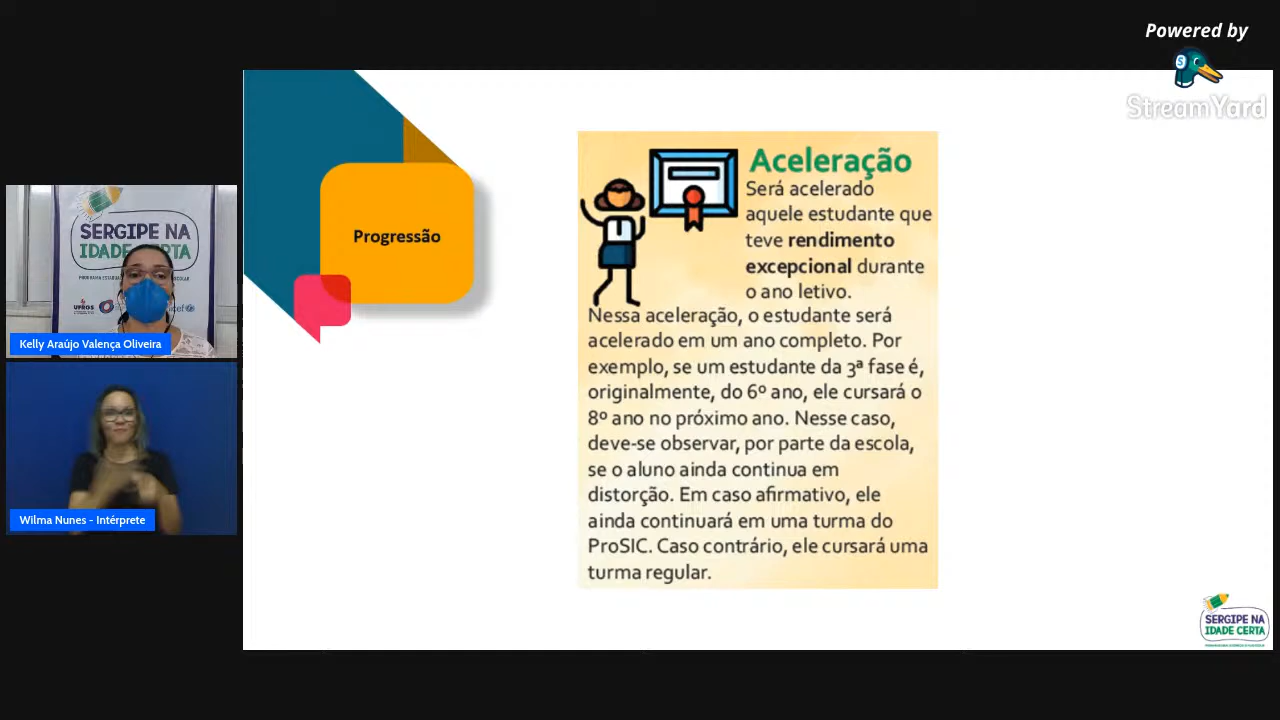 Powered by
StreamYard
Progressão
Aceleração
Será acelerado
aquele estudante que
teve rendimento
excepcional durante
o ano letivo.
Nessa aceleração, o estudante será
acelerado em um ano completo. Por
exemplo, se um estudante da 3ª fase é,
originalmente, do 6º ano, ele cursará o
8º ano no próximo ano. Nesse caso,
deve-se observar, por parte da escola,
se o aluno ainda continua em
distorção. Em caso afirmativo, ele
ainda continuará em uma turma do
ProSIC. Caso contrário, ele cursará uma
turma regular.
SERGIPE NA
IDADE CERTA
Kelly Araújo Valença Oliveira
Wilma Nunes - Intérprete
SERGIPE NA
IDADE CERTA